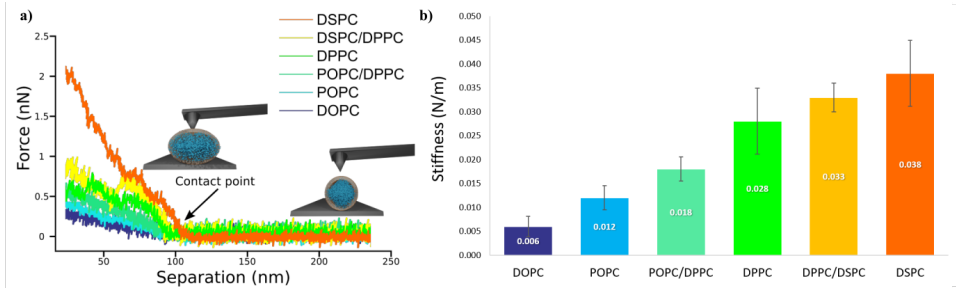 a)
DSPC
DSPC/DPPC
DPPC
POPC/DPPC
POPC
DOPC
2.5
2
1.5
1
0.5
0
Force (nN)
Contact point
50
100
150
200
250
Separation (nm)
b)
0.050
0.045
0.040
0.035
0.030
0.025
0.020
0.015
0.010
0.005
0.000
Stiffness (N/m)
0.006
0.012
0.018
0.028
0.033
0.038
DOPC
POPC
POPC/DPPC
DPPC
DPPC/DSPC
DSPC